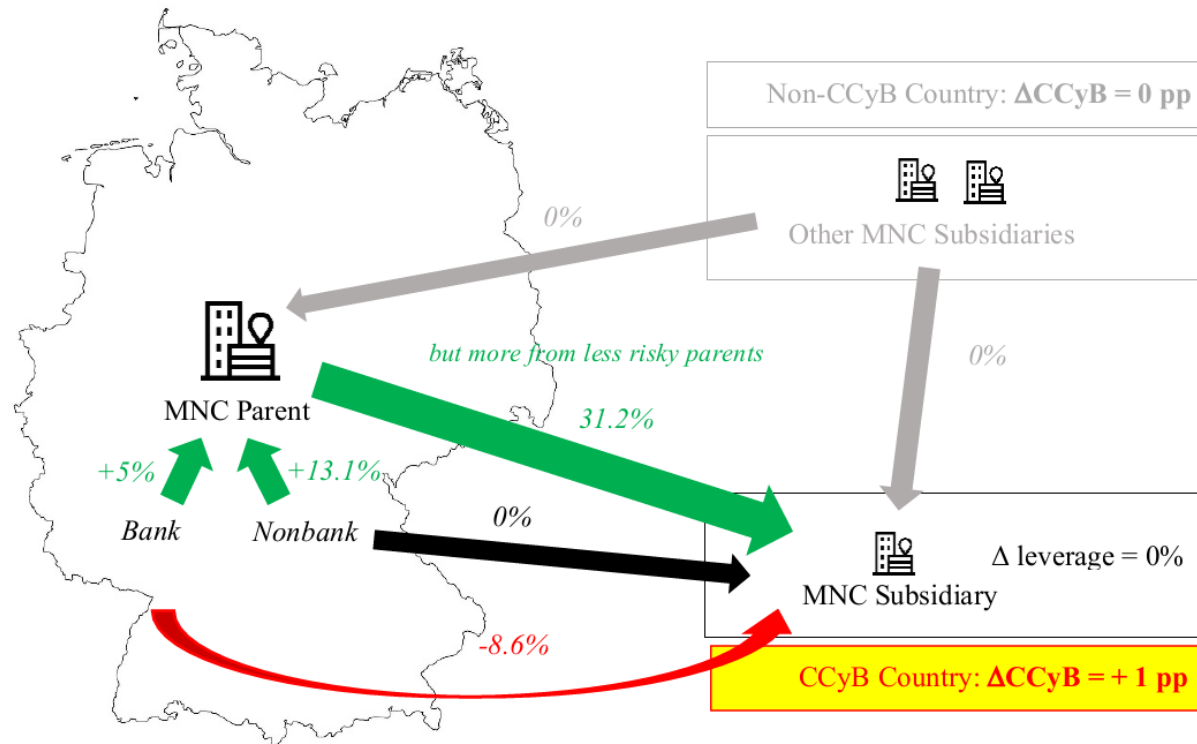 Non-CCyB Country: ΔCCyB = 0 pp
Other MNC Subsidiaries
0%
0%
but more from less risky parents
MNC Parent
31.2%
+5%
+13.1%
Bank
Nonbank
0%
Δ leverage = 0%
MNC Subsidiary
-8.6%
CCyB Country: ΔCCyB = + 1 pp